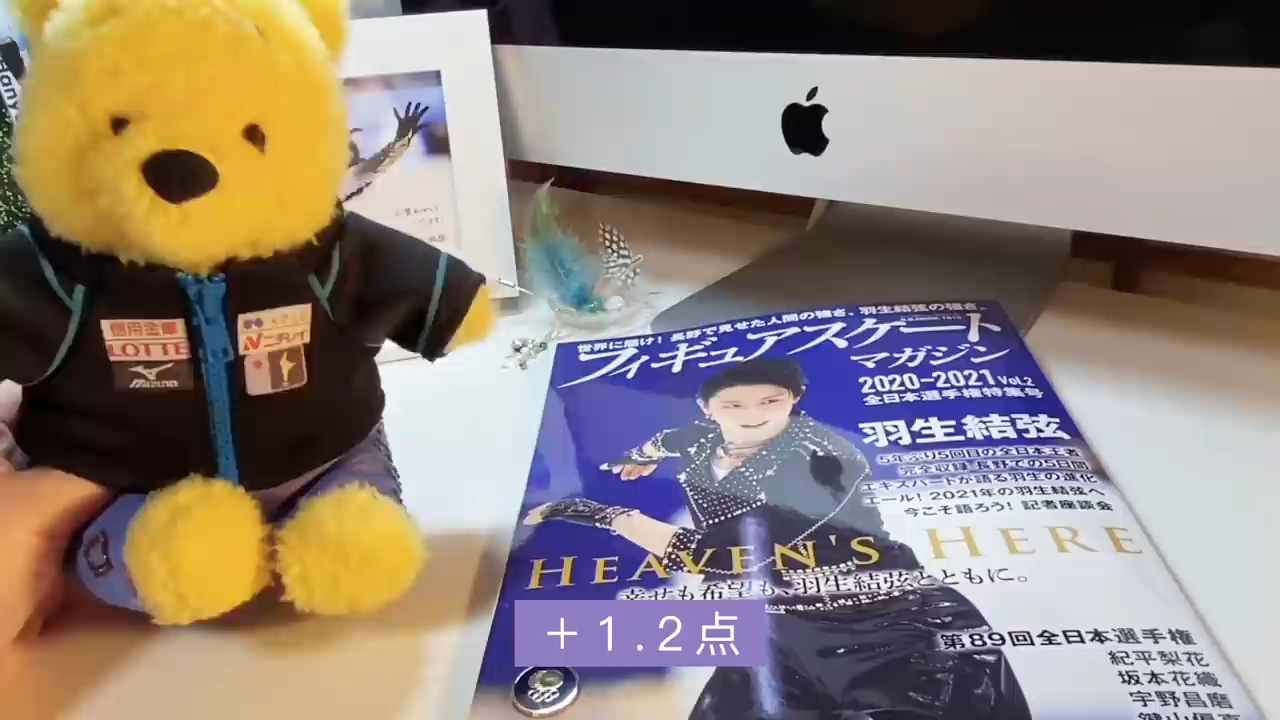 信用金庫
LOTTE
MIZUNO
世界に届け! 長野で見せた人間の強さ、羽生結弦の強さ。
フィギュアスケート
マガジン
2020-2021 Vol.2
全日本選手権特集号
羽生結弦
5年ぶり5回目の全日本王者
完全収録 長野での5日間
エキスパートが語る羽生の進化
エール! 2021年の羽生結弦へ
今こそ語ろう! 記者座談会
HEAVEN'S HERE
幸せも希望も、羽生結弦とともに。
+1.2点
第89回全日本選手権
紀平梨花
坂本花織
宇野昌磨